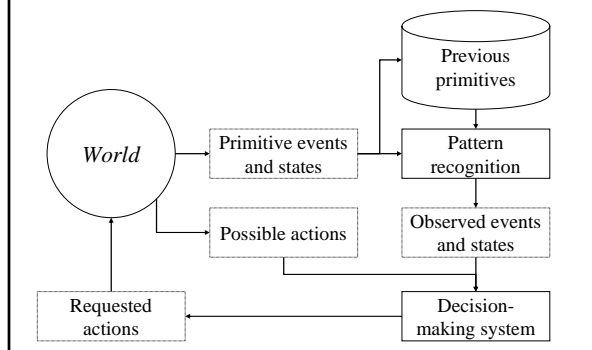 Previous
primitives
World
Primitive events
and states
Pattern
recognition
Possible actions
Observed events
and states
Requested
actions
Decision-
making system